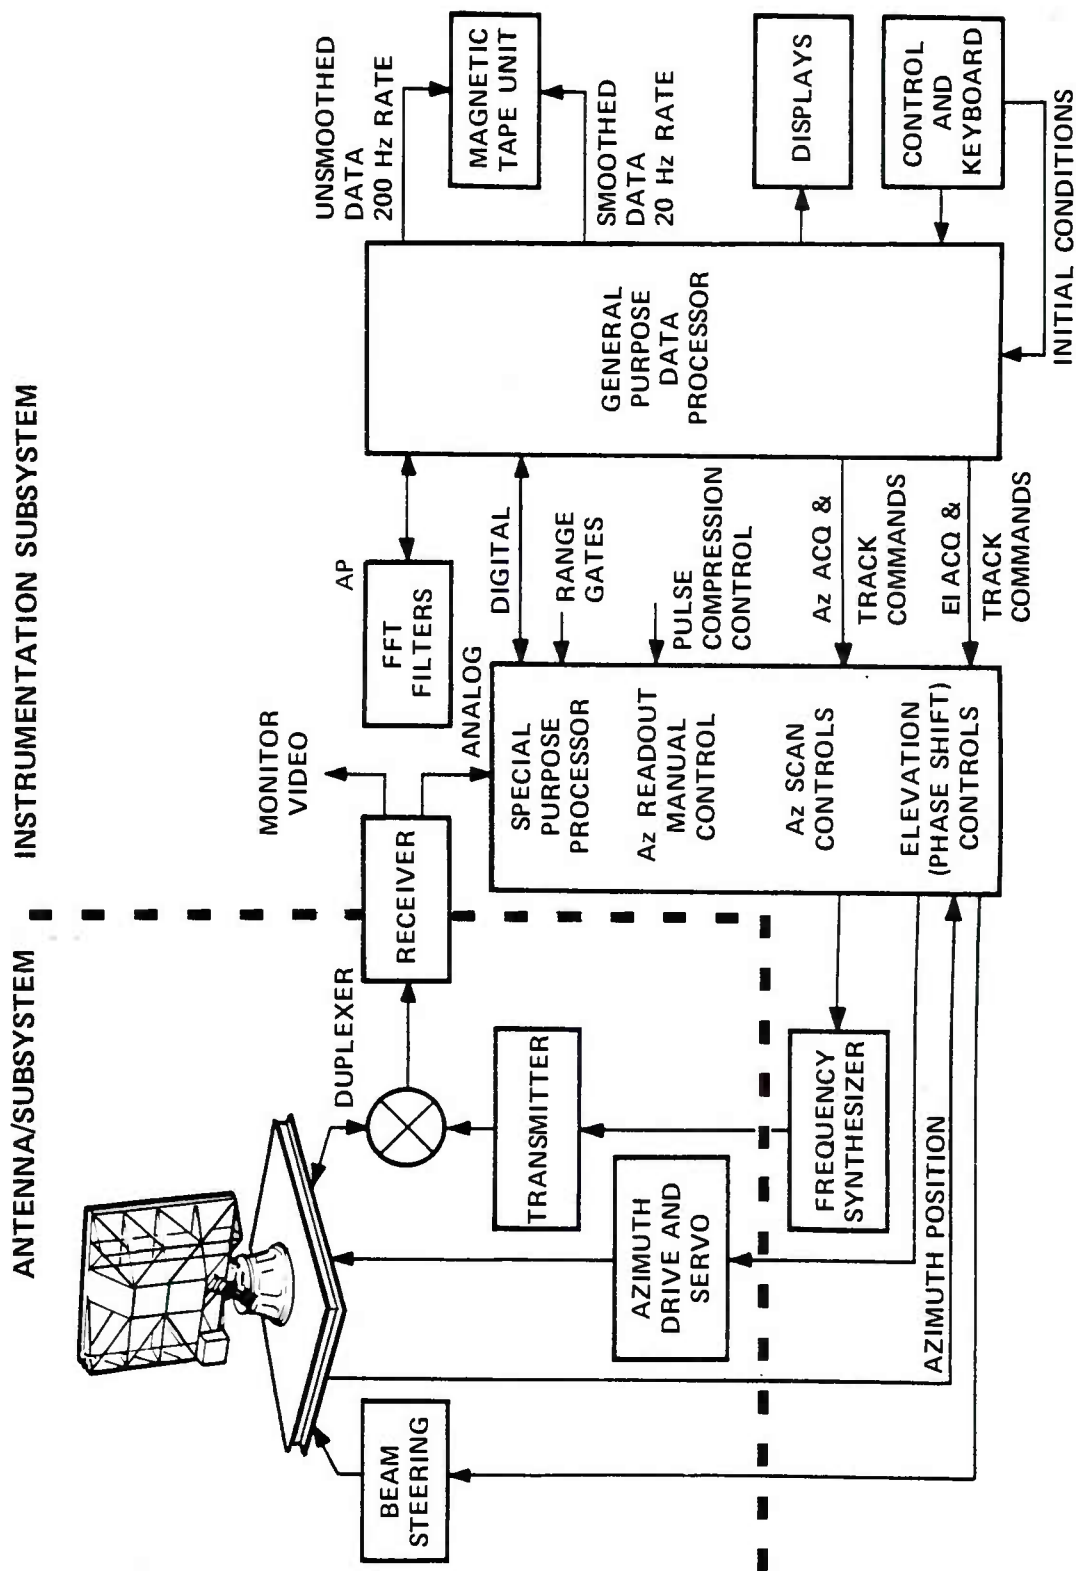 ANTENNA/SUBSYSTEM
INSTRUMENTATION SUBSYSTEM
BEAM
STEERING
AZIMUTH
DRIVE AND
SERVO
TRANSMITTER
DUPLEXER
FREQUENCY
SYNTHESIZER
AZIMUTH POSITION
RECEIVER
MONITOR
VIDEO
ANALOG
SPECIAL
PURPOSE
PROCESSOR
Az READOUT
MANUAL
CONTROL
Az SCAN
CONTROLS
ELEVATION
(PHASE SHIFT)
CONTROLS
AP
FFT
FILTERS
DIGITAL
RANGE
GATES
PULSE
COMPRESSION
CONTROL
Az ACQ &
TRACK
COMMANDS
El ACQ &
TRACK
COMMANDS
GENERAL
PURPOSE
DATA
PROCESSOR
UNSMOOTHED
DATA
200 Hz RATE
MAGNETIC
TAPE UNIT
SMOOTHED
DATA
20 Hz RATE
DISPLAYS
CONTROL
AND
KEYBOARD
INITIAL CONDITIONS